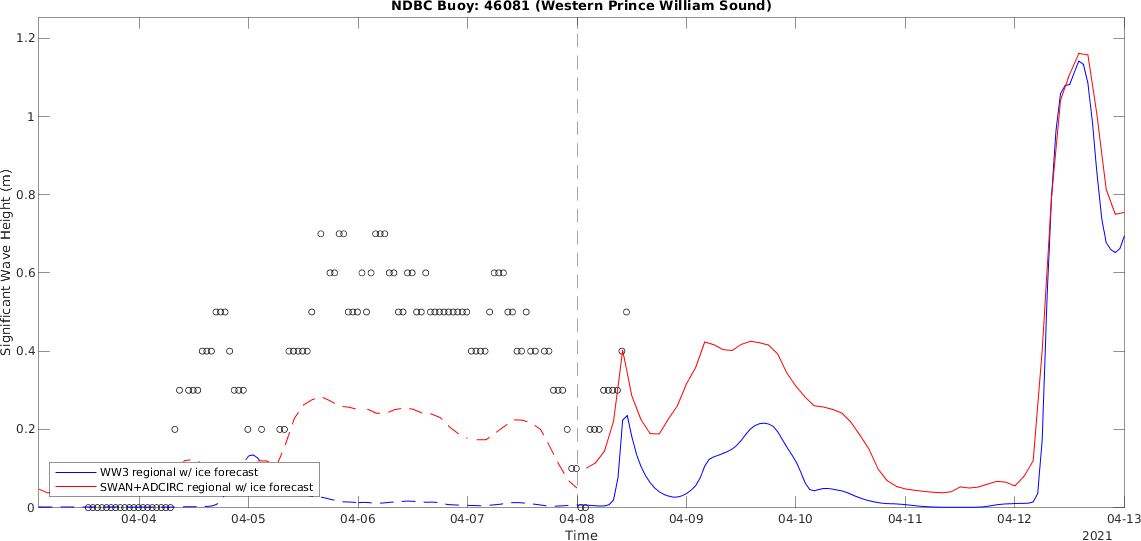 NDBC Buoy: 46081 (Western Prince William Sound)
Significant Wave Height (m)
1.2
1
0.8
0.6
0.4
0.2
0
WW3 regional w/ ice forecast
SWAN+ADCIRC regional w/ ice forecast
04-04 04-05 04-06 04-07 04-08 04-09 04-10 04-11 04-12 04-13
Time
2021